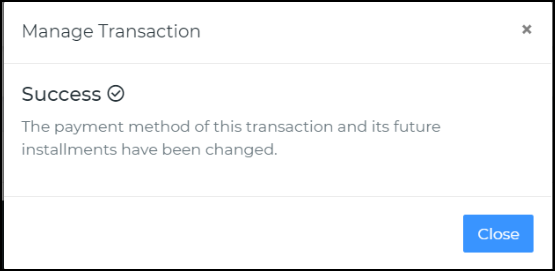 Manage Transaction
Success
The payment method of this transaction and its future
installments have been changed.
Close